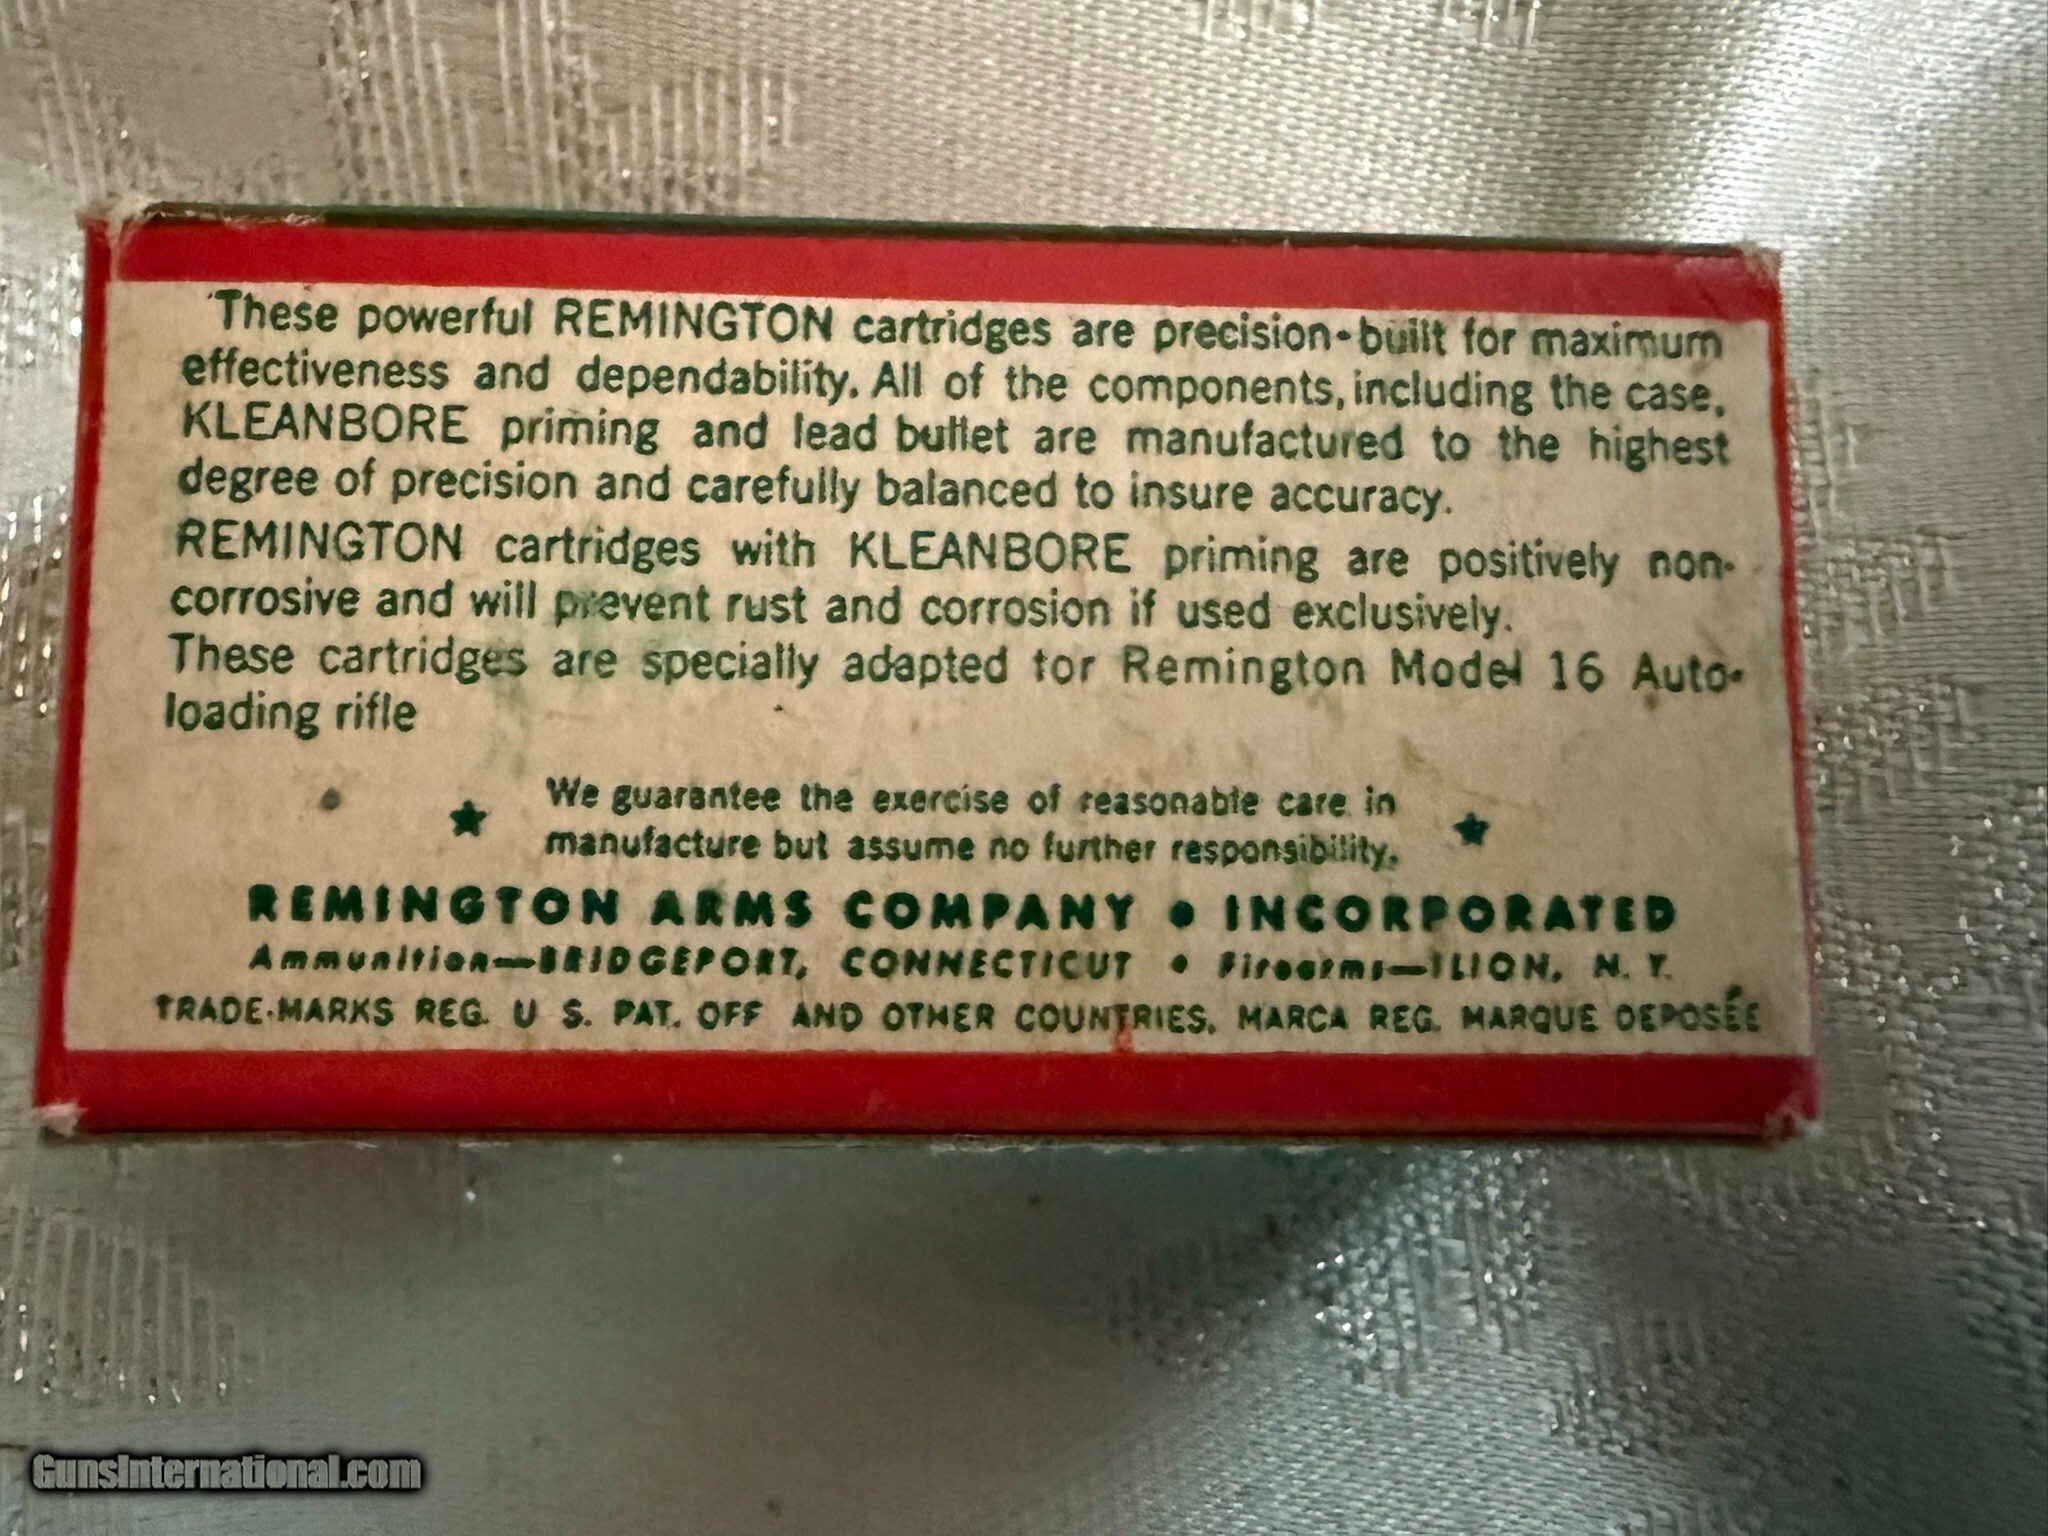 These powerful REMINGTON cartridges are precision-built for maximum
effectiveness and dependability. All of the components, including the case,
KLEANBORE priming and lead bullet are manufactured to the highest
degree of precision and carefully balanced to insure accuracy.
REMINGTON cartridges with KLEANBORE priming are positively non-
corrosive and will prevent rust and corrosion if used exclusively.
These cartridges are specially adapted for Remington Model 16 Auto-
loading rifle
★ We guarantee the exercise of reasonable care in
manufacture but assume no further responsibility. ★
REMINGTON ARMS COMPANY • INCORPORATED
Ammunition—BRIDGEPORT, CONNECTICUT • Firearms—ILION, N. Y.
TRADE-MARKS REG. U S. PAT. OFF AND OTHER COUNTRIES, MARCA REG. MARQUE DEPOSÉE
GunsInternational.com